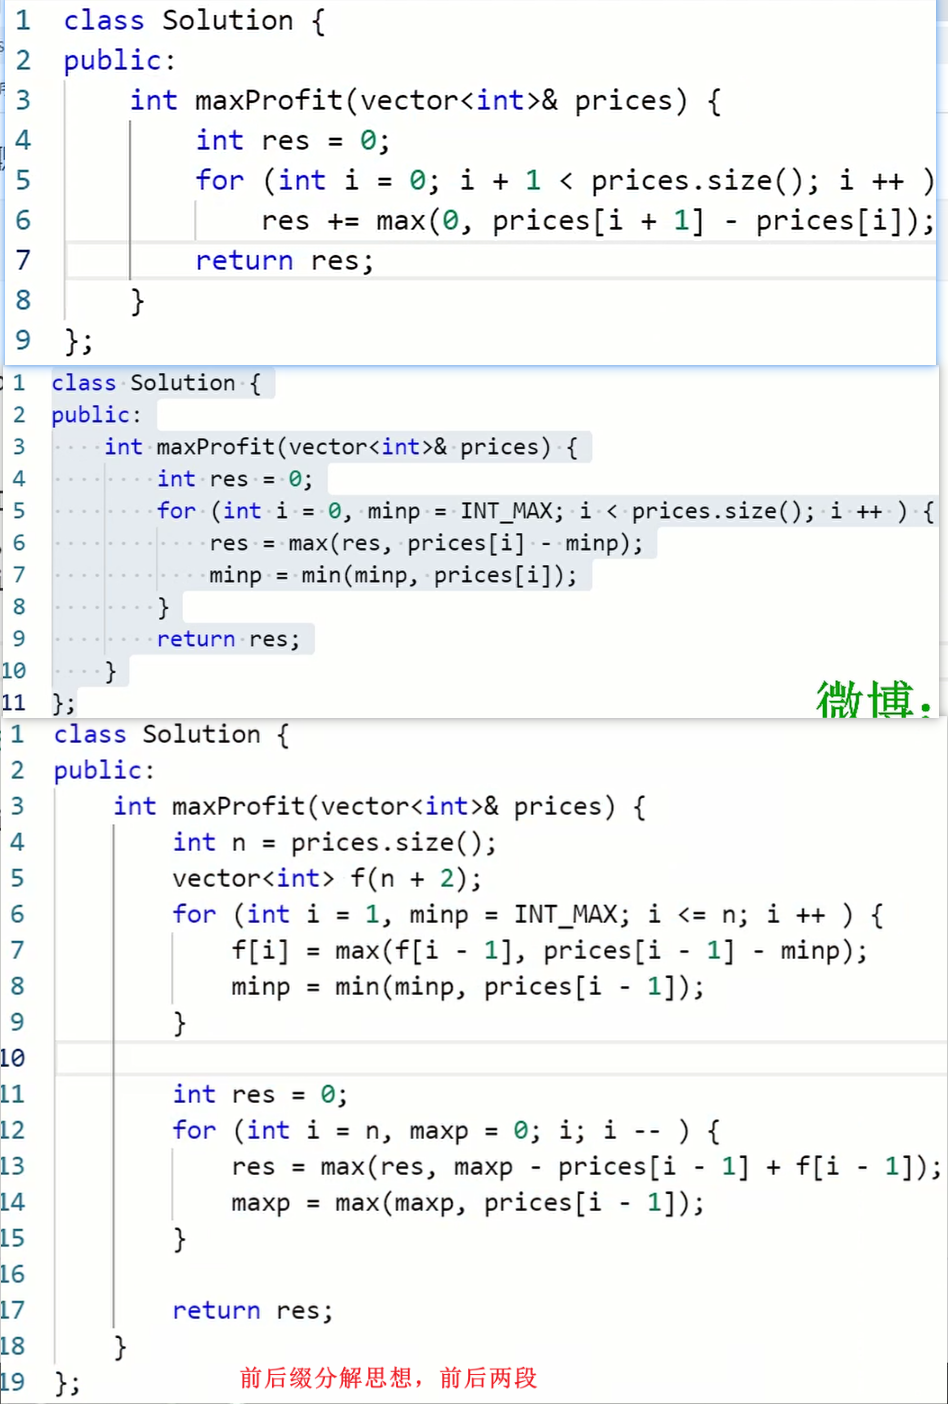 1 class Solution {
2 public:
3 int maxProfit(vector<int>& prices) {
4 int res = 0;
5 for (int i = 0; i + 1 < prices.size(); i ++ )
6 res += max(0, prices[i + 1] - prices[i]);
7 return res;
8 }
9 };
1 class Solution {
2 public:
3 int maxProfit(vector<int>& prices) {
4 int res = 0;
5 for (int i = 0, minp = INT_MAX; i < prices.size(); i ++ ) {
6 res = max(res, prices[i] - minp);
7 minp = min(minp, prices[i]);
8 }
9 return res;
10 }
11 };
微博:
1 class Solution {
2 public:
3 int maxProfit(vector<int>& prices) {
4 int n = prices.size();
5 vector<int> f(n + 2);
6 for (int i = 1, minp = INT_MAX; i <= n; i ++ ) {
7 f[i] = max(f[i - 1], prices[i - 1] - minp);
8 minp = min(minp, prices[i - 1]);
9 }
10
11 int res = 0;
12 for (int i = n, maxp = 0; i; i -- ) {
13 res = max(res, maxp - prices[i - 1] + f[i - 1]);
14 maxp = max(maxp, prices[i - 1]);
15 }
16
17 return res;
18 }
19 };
前后缀分解思想，前后两段